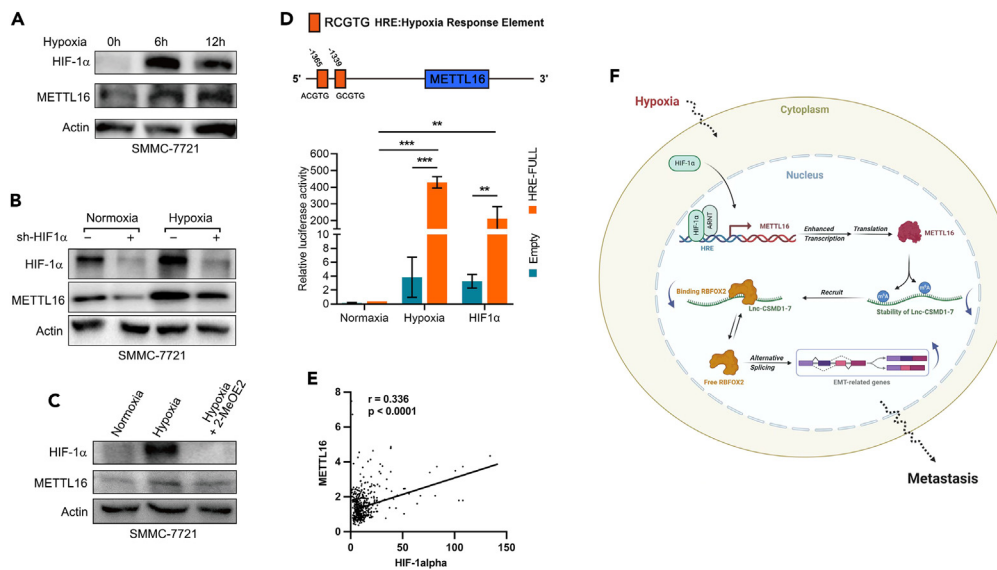 A
Hypoxia 0h 6h 12h
HIF-1α
METTL16
Actin
SMMC-7721
B
Normoxia Hypoxia
sh-HIF1α – + – +
HIF-1α
METTL16
Actin
SMMC-7721
C
Normoxia Hypoxia Hypoxia + 2-MeOE2
HIF-1α
METTL16
Actin
SMMC-7721
D
RCGTG HRE:Hypoxia Response Element
-1365 -1339
5' METTL16 3'
ACGTG GCGTG
Relative luciferase activity
600
500
400
300
200
100
10
8
6
4
2
0
**
***
***
**
Normaxia Hypoxia HIF1α
HRE-FULL
Empty
E
r = 0.336
p < 0.0001
METTL16
8
6
4
2
0
0 50 100 150
HIF-1alpha
F
Hypoxia
Cytoplasm
Nucleus
HIF-1α
HIF-1α
ARNT
HRE
METTL16
Enhanced
Transcription
Translation
METTL16
m⁶A
m⁶A
Stability of Lnc-CSMD1-7
Recruit
Binding RBFOX2
Lnc-CSMD1-7
Free RBFOX2
Alternative
Splicing
EMT-related genes
Metastasis